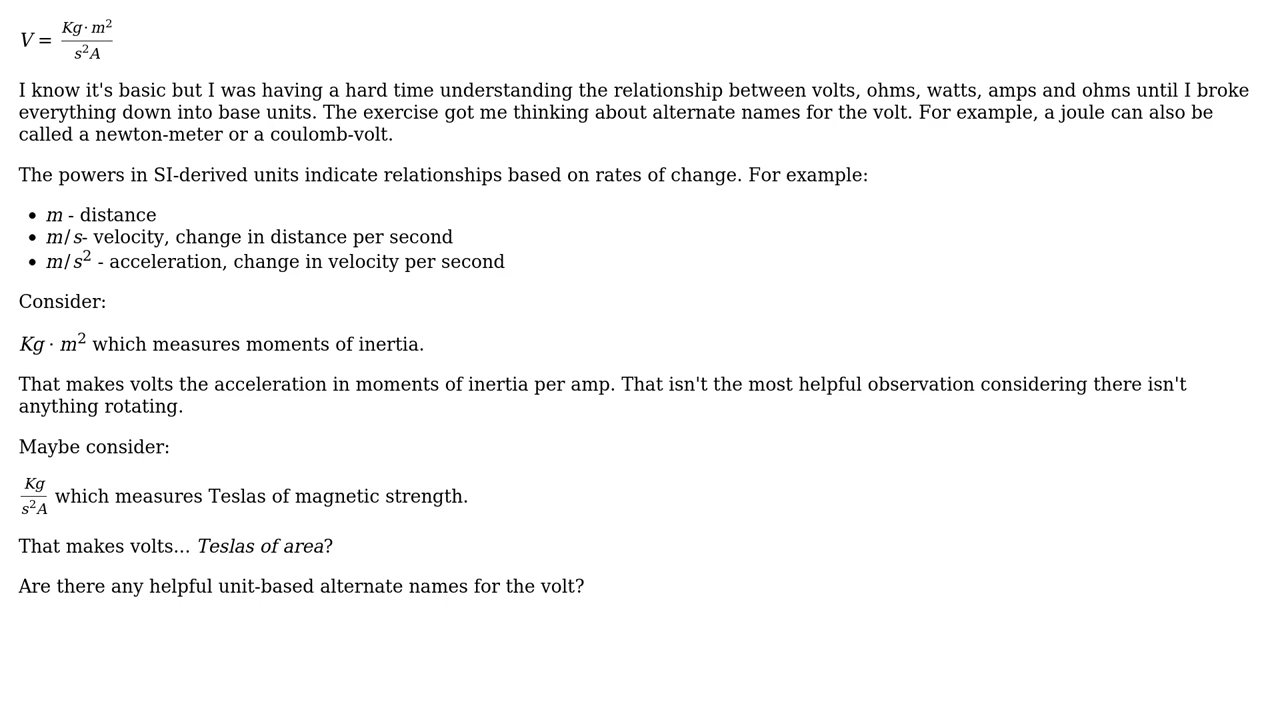 V = Kg · m² / s²A
I know it's basic but I was having a hard time understanding the relationship between volts, ohms, watts, amps and ohms until I broke
everything down into base units. The exercise got me thinking about alternate names for the volt. For example, a joule can also be
called a newton-meter or a coulomb-volt.
The powers in SI-derived units indicate relationships based on rates of change. For example:
• m - distance
• m/s- velocity, change in distance per second
• m/s² - acceleration, change in velocity per second
Consider:
Kg · m² which measures moments of inertia.
That makes volts the acceleration in moments of inertia per amp. That isn't the most helpful observation considering there isn't
anything rotating.
Maybe consider:
Kg / s²A which measures Teslas of magnetic strength.
That makes volts... Teslas of area?
Are there any helpful unit-based alternate names for the volt?